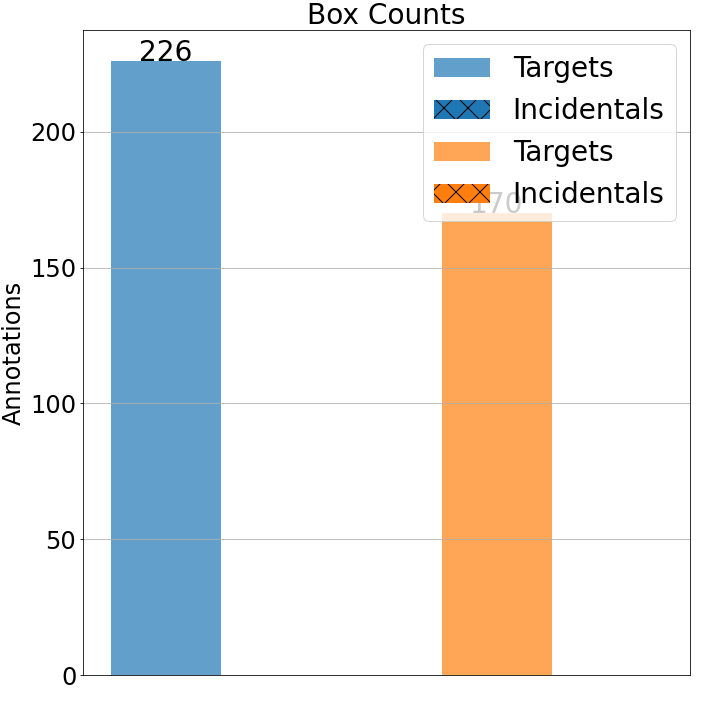 Box Counts
226
Targets
Incidentals
Targets
Incidentals
170
Annotations
200
150
100
50
0